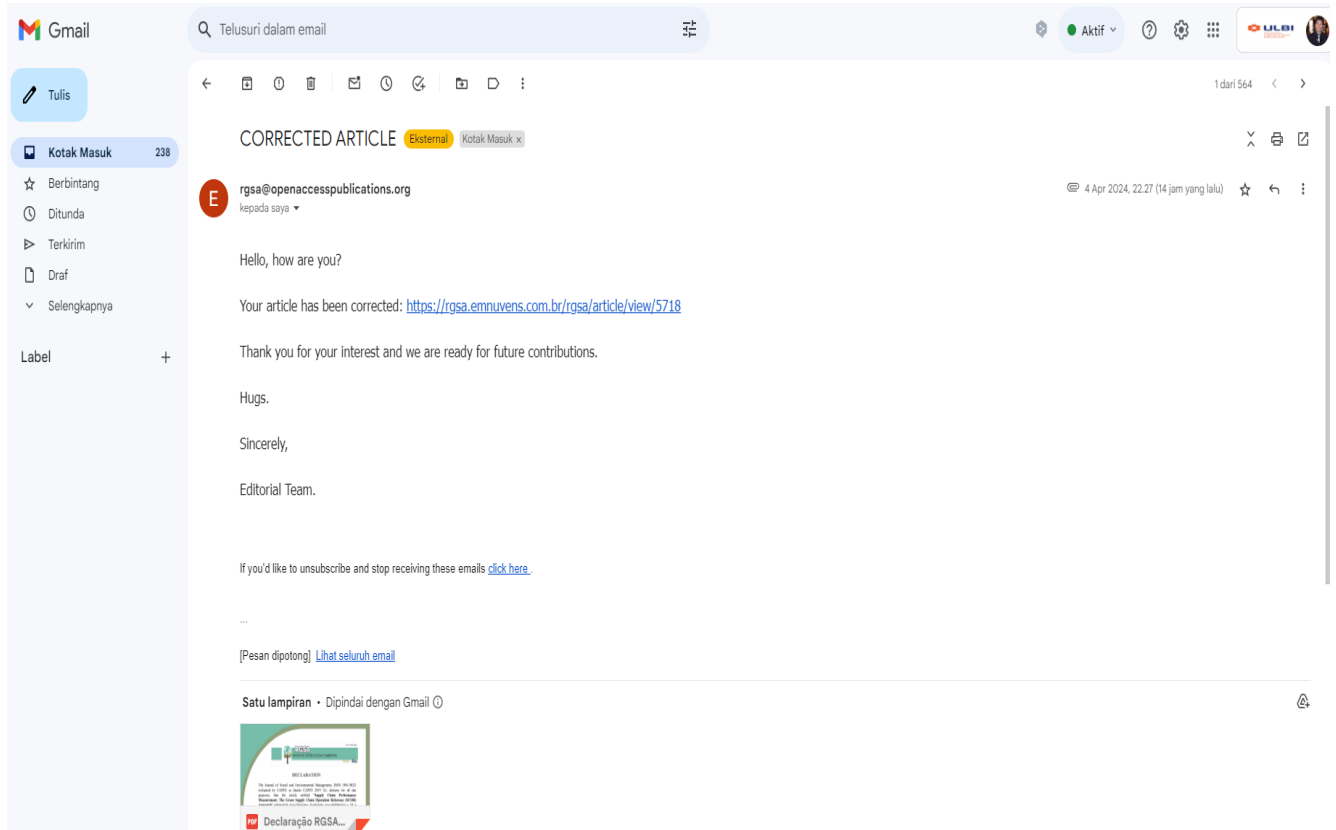 Gmail
Telusuri dalam email
Aktif
ULBI
Tulis
1 dari 564
Kotak Masuk 238
Berbintang
Ditunda
Terkirim
Draf
Selengkapnya
Label +
CORRECTED ARTICLE Eksternal Kotak Masuk x
E
rgsa@openaccesspublications.org
4 Apr 2024, 22.27 (14 jam yang lalu)
kepada saya
Hello, how are you?
Your article has been corrected: https://rgsa.emnuvens.com.br/rgsa/article/view/5718
Thank you for your interest and we are ready for future contributions.
Hugs.
Sincerely,
Editorial Team.
If you'd like to unsubscribe and stop receiving these emails click here .
...
[Pesan dipotong] Lihat seluruh email
Satu lampiran • Dipindai dengan Gmail
RGSA
DECLARATION
PDF Declaração RGSA...